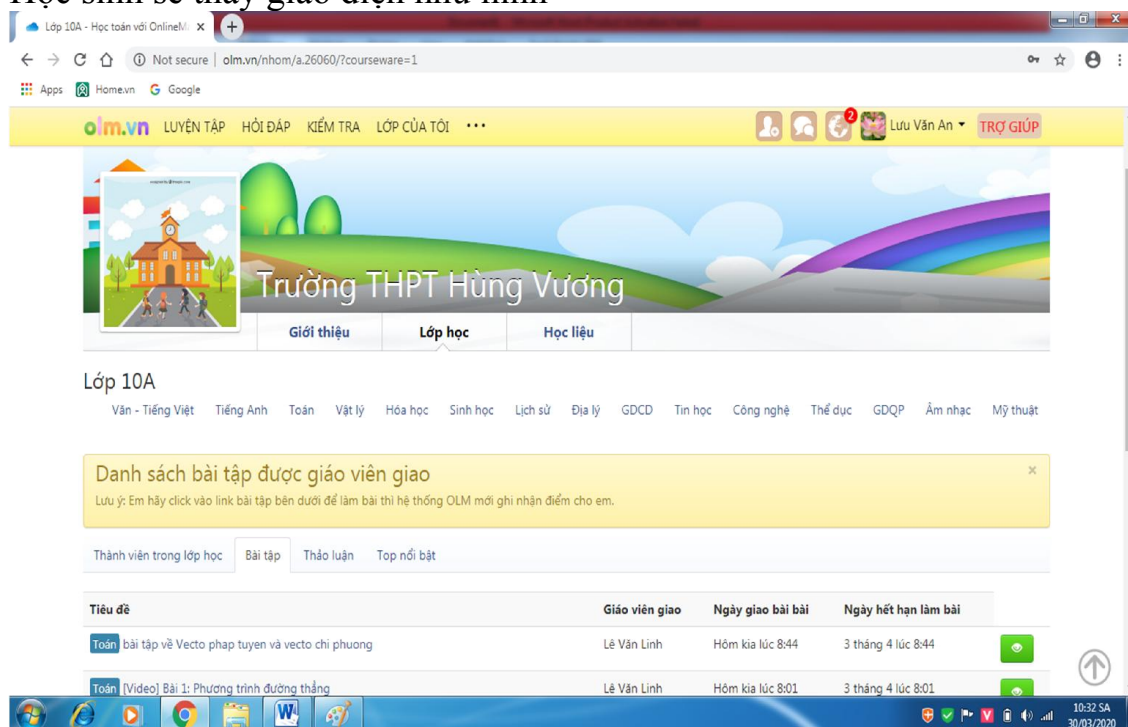 Học sinh sẽ thấy giao diện như hình
Lớp 10A - Học toán với OnlineM
Not secure | olm.vn/nhom/a.26060/?courseware=1
Apps Home.vn G Google
olm.vn LUYỆN TẬP HỎI ĐÁP KIỂM TRA LỚP CỦA TÔI ••• 2 Lưu Văn An TRỢ GIÚP
Trường THPT Hùng Vương
Giới thiệu Lớp học Học liệu
Lớp 10A
Văn - Tiếng Việt Tiếng Anh Toán Vật lý Hóa học Sinh học Lịch sử Địa lý GDCD Tin học Công nghệ Thể dục GDQP Âm nhạc Mỹ thuật
Danh sách bài tập được giáo viên giao
Lưu ý: Em hãy click vào link bài tập bên dưới để làm bài thì hệ thống OLM mới ghi nhận điểm cho em.
Thành viên trong lớp học Bài tập Thảo luận Top nổi bật
Tiêu đề Giáo viên giao Ngày giao bài bài Ngày hết hạn làm bài
Toán bài tập về Vecto phap tuyen và vecto chi phuong Lê Văn Linh Hôm kia lúc 8:44 3 tháng 4 lúc 8:44
Toán [Video] Bài 1: Phương trình đường thẳng Lê Văn Linh Hôm kia lúc 8:01 3 tháng 4 lúc 8:01
10:32 SA
30/03/2020